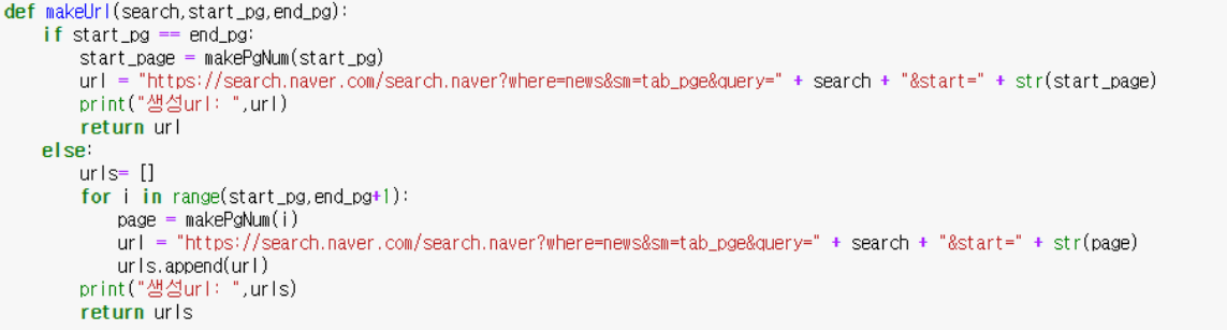 def makeUrl(search,start_pg,end_pg):
    if start_pg == end_pg:
        start_page = makePgNum(start_pg)
        url = "https://search.naver.com/search.naver?where=news&sm=tab_pge&query=" + search + "&start=" + str(start_page)
        print("생성url: ",url)
        return url
    else:
        urls= []
        for i in range(start_pg,end_pg+1):
            page = makePgNum(i)
            url = "https://search.naver.com/search.naver?where=news&sm=tab_pge&query=" + search + "&start=" + str(page)
            urls.append(url)
        print("생성url: ",urls)
        return urls